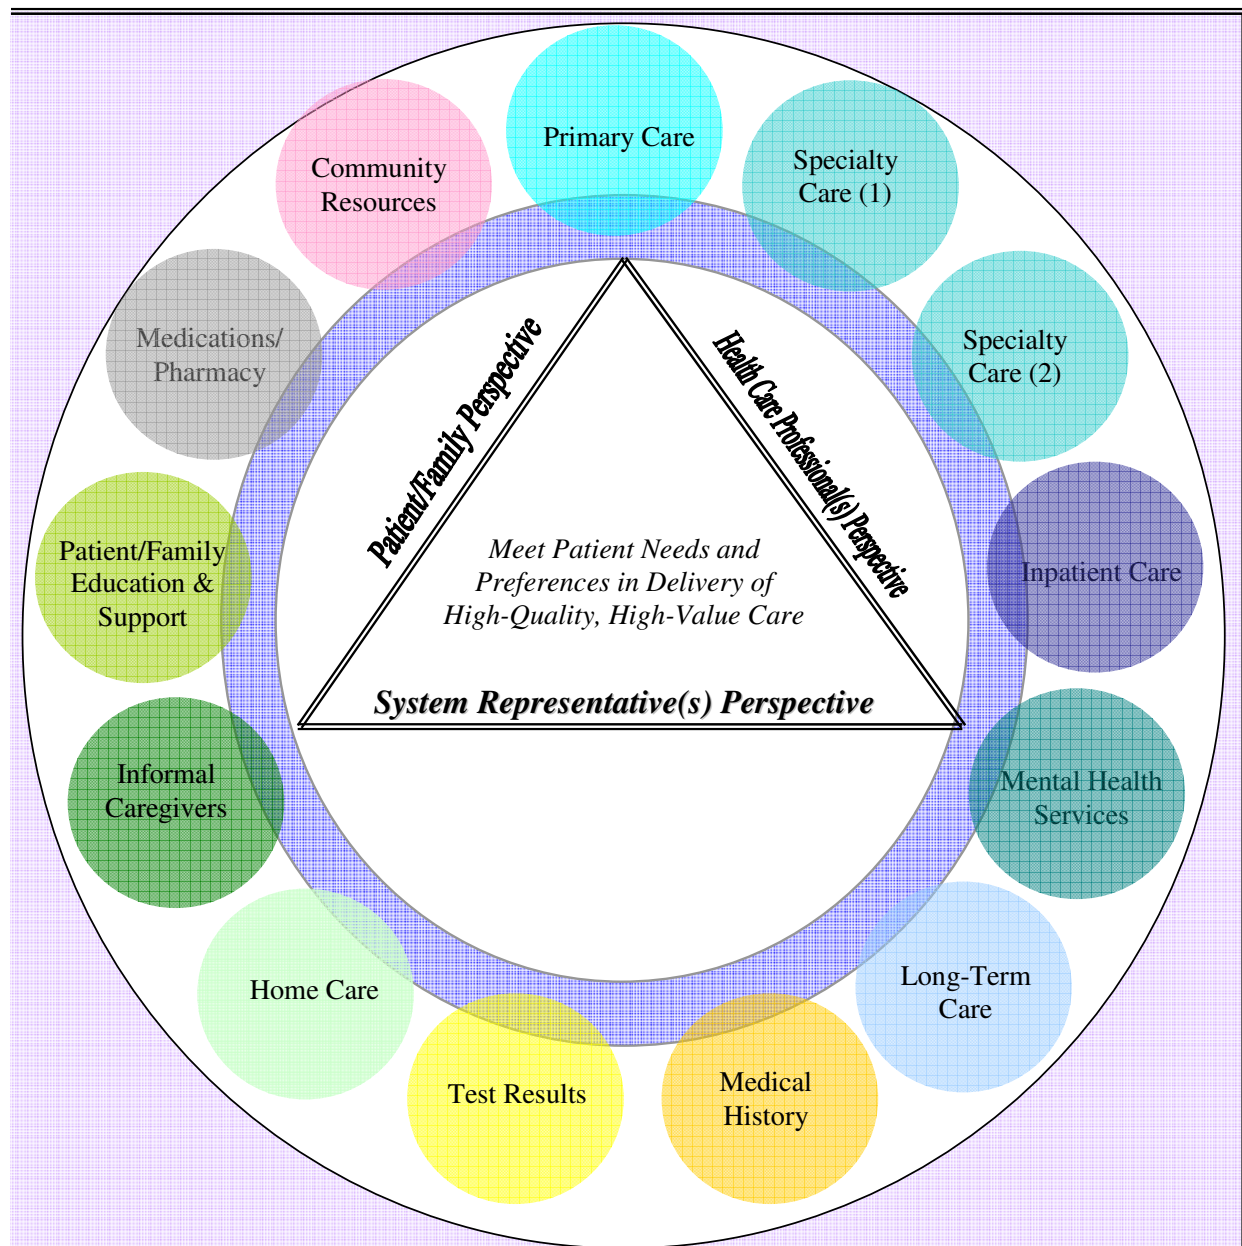 Primary Care
Specialty
Care (1)
Specialty
Care (2)
Inpatient Care
Mental Health
Services
Long-Term
Care
Medical
History
Test Results
Home Care
Informal
Caregivers
Patient/Family
Education &
Support
Medications/
Pharmacy
Community
Resources
Patient/Family Perspective
Health Care Professional(s) Perspective
Meet Patient Needs and
Preferences in Delivery of
High-Quality, High-Value Care
System Representative(s) Perspective